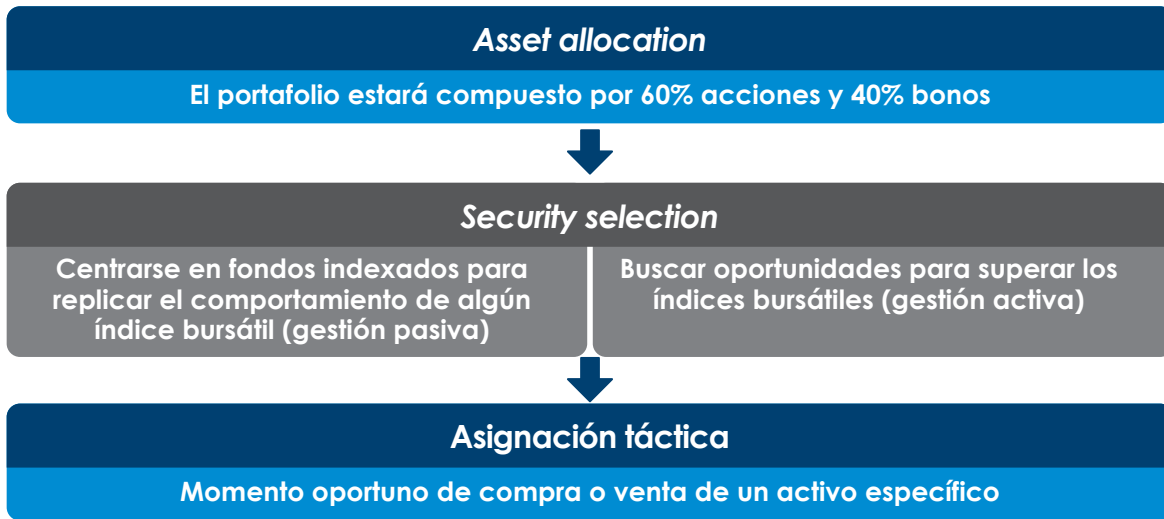 Asset allocation
El portafolio estará compuesto por 60% acciones y 40% bonos
Security selection
Centrarse en fondos indexados para
replicar el comportamiento de algún
índice bursátil (gestión pasiva)
Buscar oportunidades para superar los
índices bursátiles (gestión activa)
Asignación táctica
Momento oportuno de compra o venta de un activo específico